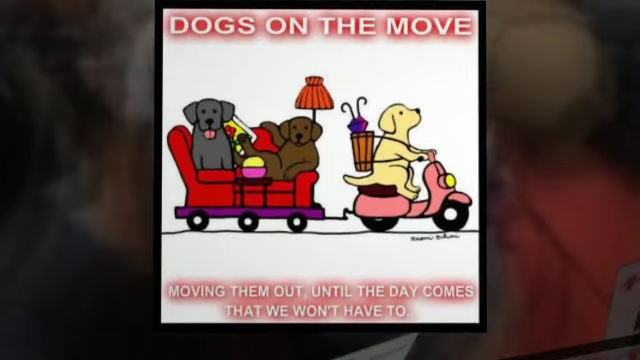 DOGS ON THE MOVE
MOVING THEM OUT, UNTIL THE DAY COMES
THAT WE WON'T HAVE TO..